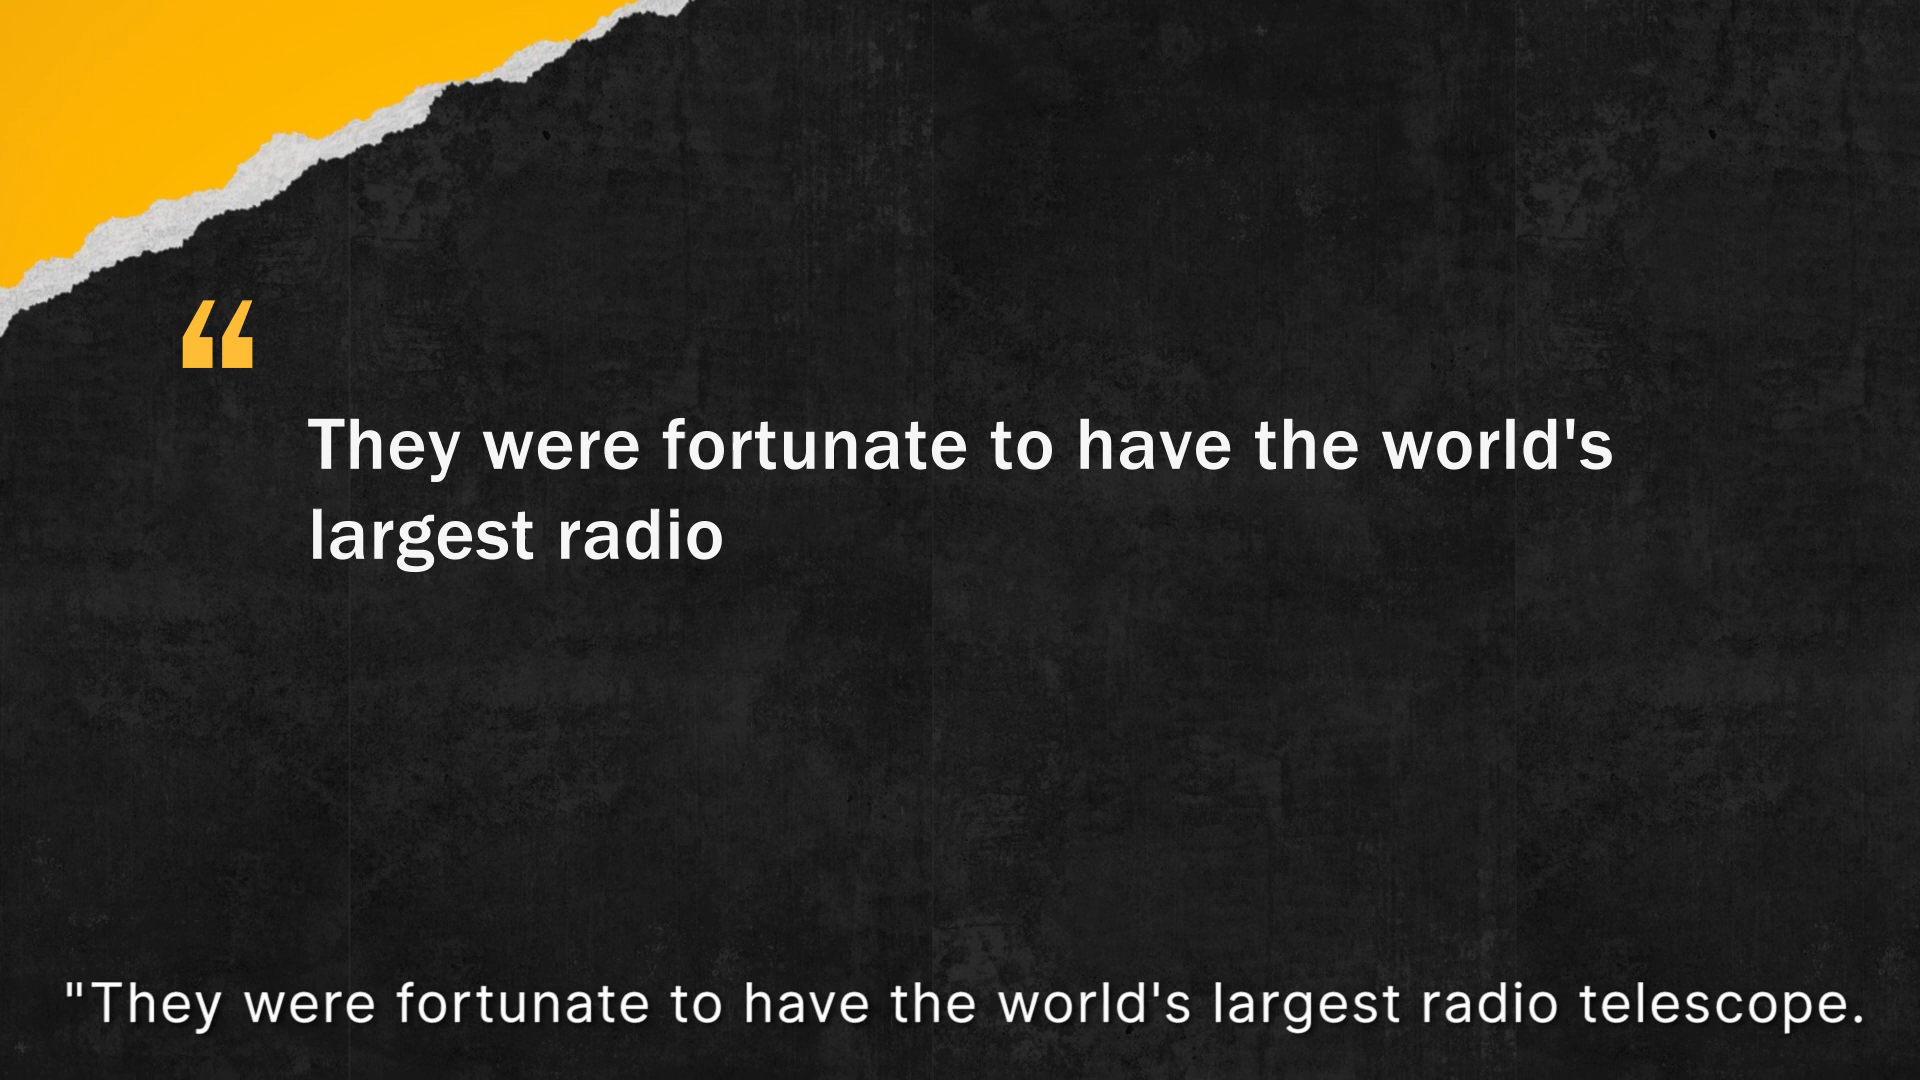 “
They were fortunate to have the world's
largest radio
"They were fortunate to have the world's largest radio telescope.